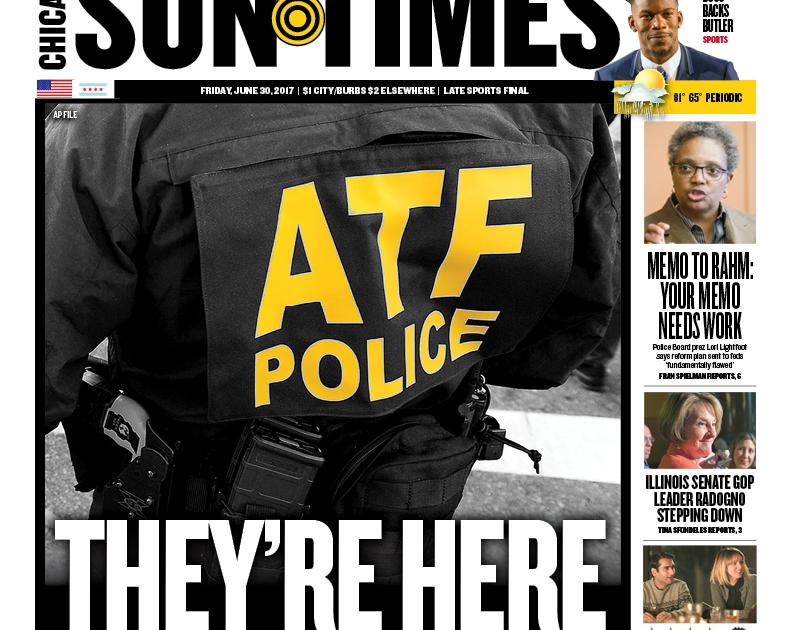 CHICA
SUN TIMES
BACKS
BUTLER
SPORTS
FRIDAY, JUNE 30, 2017 | $1 CITY/BURBS $2 ELSEWHERE | LATE SPORTS FINAL
81° 65° PERIODIC
AP FILE
ATF
POLICE
THEY'RE HERE
MEMO TO RAHM:
YOUR MEMO
NEEDS WORK
Police Board prez Lori Lightfoot
says reform plan sent to feds
'fundamentally flawed'
FRAN SPIELMAN REPORTS, 6
ILLINOIS SENATE GOP
LEADER RADOGNO
STEPPING DOWN
TINA SFONDELES REPORTS, 3